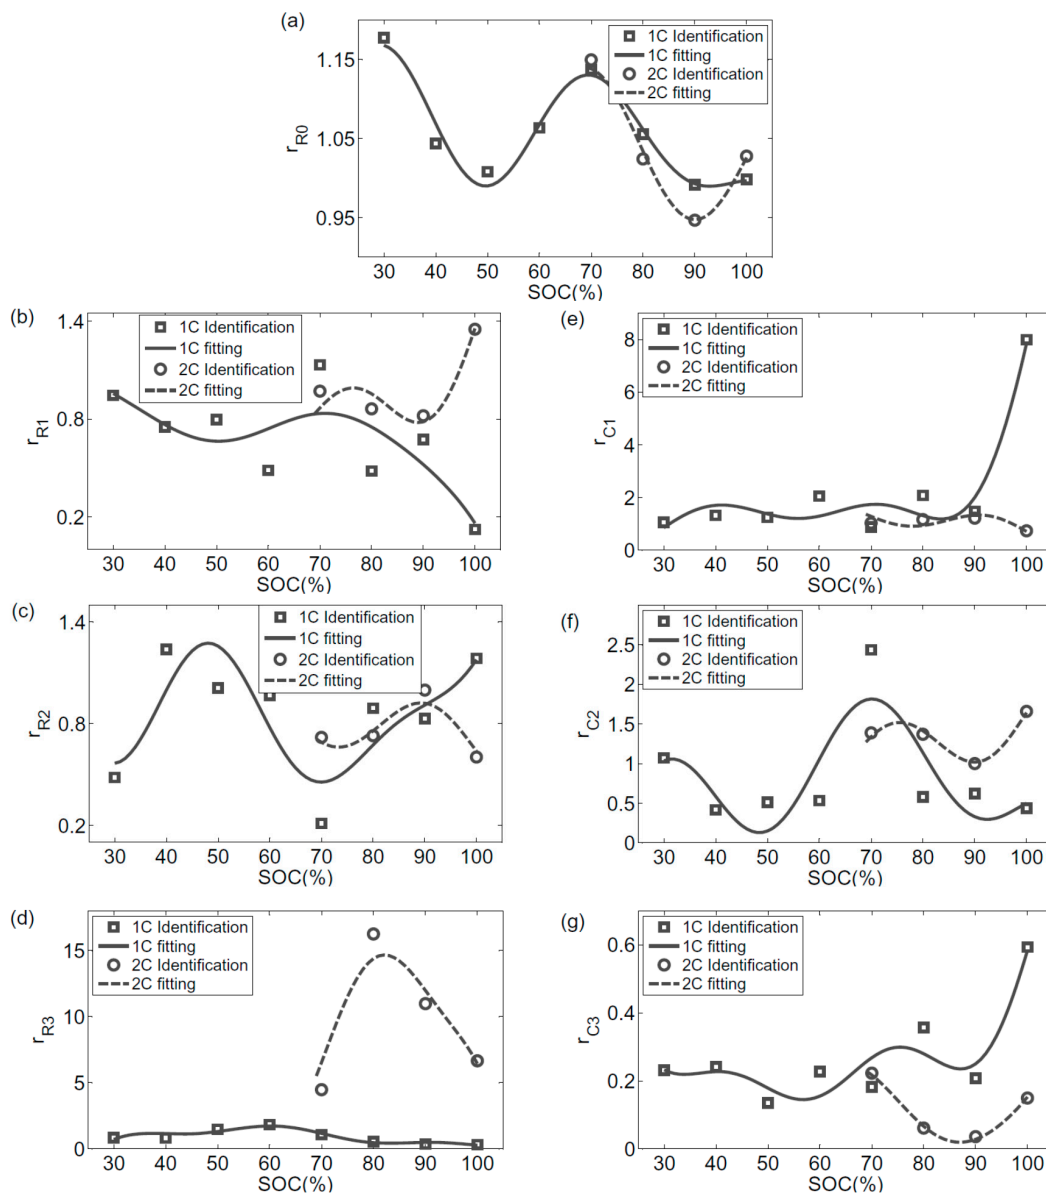 (a)
1C Identification
1C fitting
2C Identification
2C fitting
1.15
1.05
0.95
r_R0
30 40 50 60 70 80 90 100
SOC(%)
(b)
1C Identification
1C fitting
2C Identification
2C fitting
1.4
0.8
0.2
r_R1
30 40 50 60 70 80 90 100
SOC(%)
(e)
1C Identification
1C fitting
2C Identification
2C fitting
8
6
4
2
0
r_C1
30 40 50 60 70 80 90 100
SOC(%)
(c)
1C Identification
1C fitting
2C Identification
2C fitting
1.4
0.8
0.2
r_R2
30 40 50 60 70 80 90 100
SOC(%)
(f)
1C Identification
1C fitting
2C Identification
2C fitting
2.5
2
1.5
1
0.5
0
r_C2
30 40 50 60 70 80 90 100
SOC(%)
(d)
1C Identification
1C fitting
2C Identification
2C fitting
15
10
5
0
r_R3
30 40 50 60 70 80 90 100
SOC(%)
(g)
1C Identification
1C fitting
2C Identification
2C fitting
0.6
0.4
0.2
0
r_C3
30 40 50 60 70 80 90 100
SOC(%)